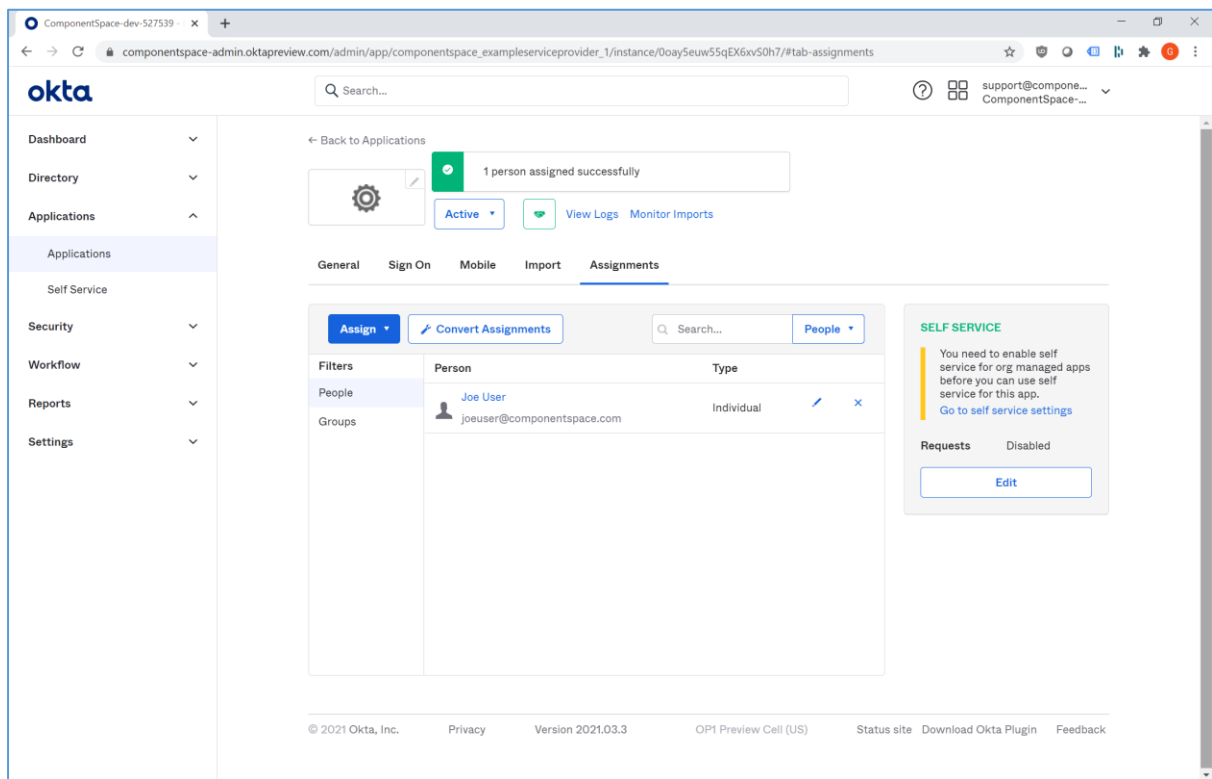 ComponentSpace-dev-527539 -
componentspace-admin.oktapreview.com/admin/app/componentspace_exampleserviceprovider_1/instance/0oay5euw55qEX6xvS0h7/#tab-assignments
G
okta
Search...
support@compone...
ComponentSpace-...
Dashboard
Directory
Applications
Applications
Self Service
Security
Workflow
Reports
Settings
← Back to Applications
1 person assigned successfully
Active
View Logs Monitor Imports
General Sign On Mobile Import Assignments
Assign Convert Assignments Search... People
Filters
People
Groups
Person Type
Joe User
joeuser@componentspace.com
Individual
SELF SERVICE
You need to enable self
service for org managed apps
before you can use self
service for this app.
Go to self service settings
Requests Disabled
Edit
© 2021 Okta, Inc. Privacy Version 2021.03.3 OP1 Preview Cell (US) Status site Download Okta Plugin Feedback